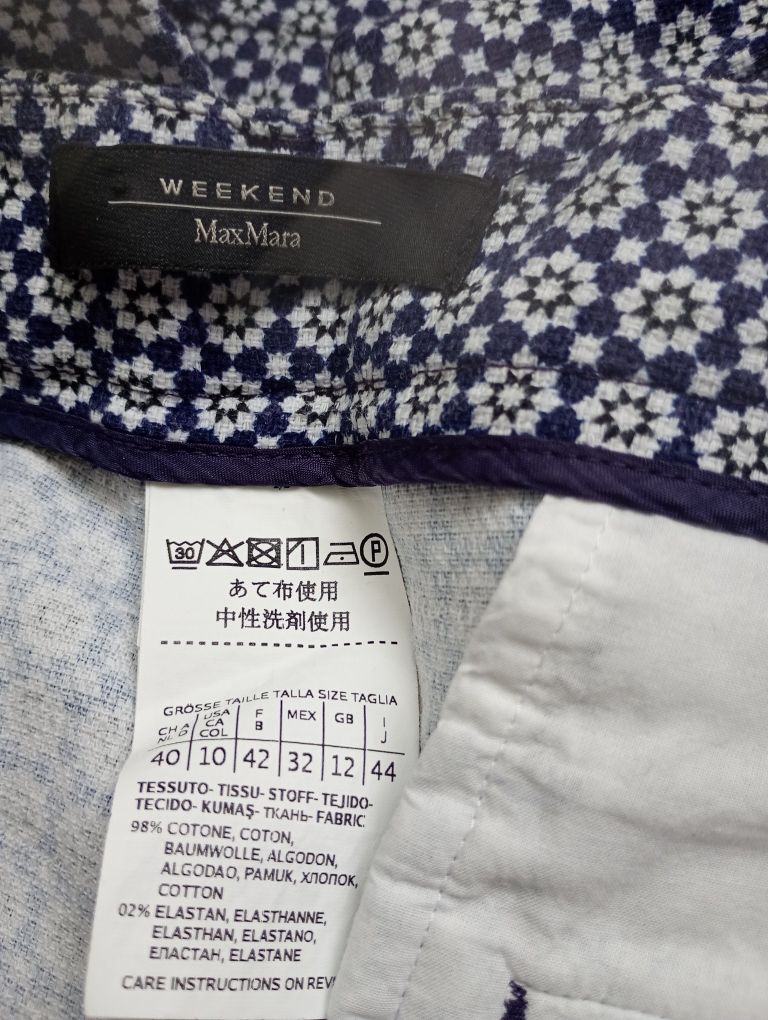 WEEKEND
MaxMara
30 P
あて布使用
中性洗剤使用
GRÖSSE TAILLE TALLA SIZE TAGLIA
CH A NL D USA CA COL F B MEX GB I J
40 10 42 32 12 44
TESSUTO- TISSU- STOFF- TEJIDO-
TECIDO- KUMAŞ- ТКАНЬ- FABRIC:
98% COTONE, COTON,
BAUMWOLLE, ALGODON,
ALGODAO, PAMUK, ХЛОПОК,
COTTON
02% ELASTAN, ELASTHANNE,
ELASTHAN, ELASTANO,
ЕЛАСТАН, ELASTANE
CARE INSTRUCTIONS ON REV